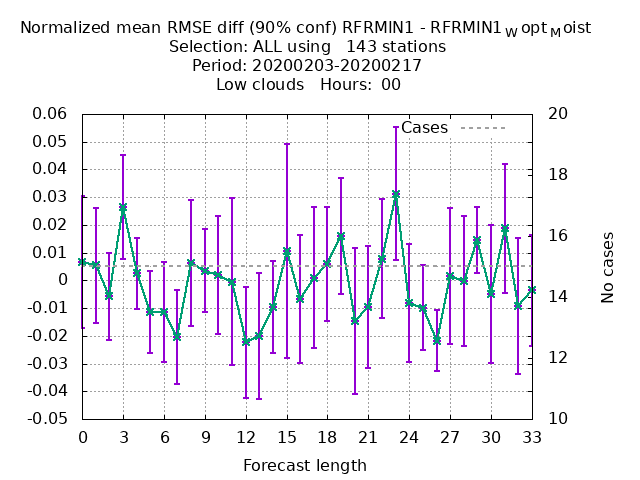 Normalized mean RMSE diff (90% conf) RFRMIN1 - RFRMIN1WoptMoist
Selection: ALL using 143 stations
Period: 20200203-20200217
Low clouds Hours: 00
Cases
0.06
0.05
0.04
0.03
0.02
0.01
0
-0.01
-0.02
-0.03
-0.04
-0.05
20
18
16
14
12
10
No cases
0 3 6 9 12 15 18 21 24 27 30 33
Forecast length